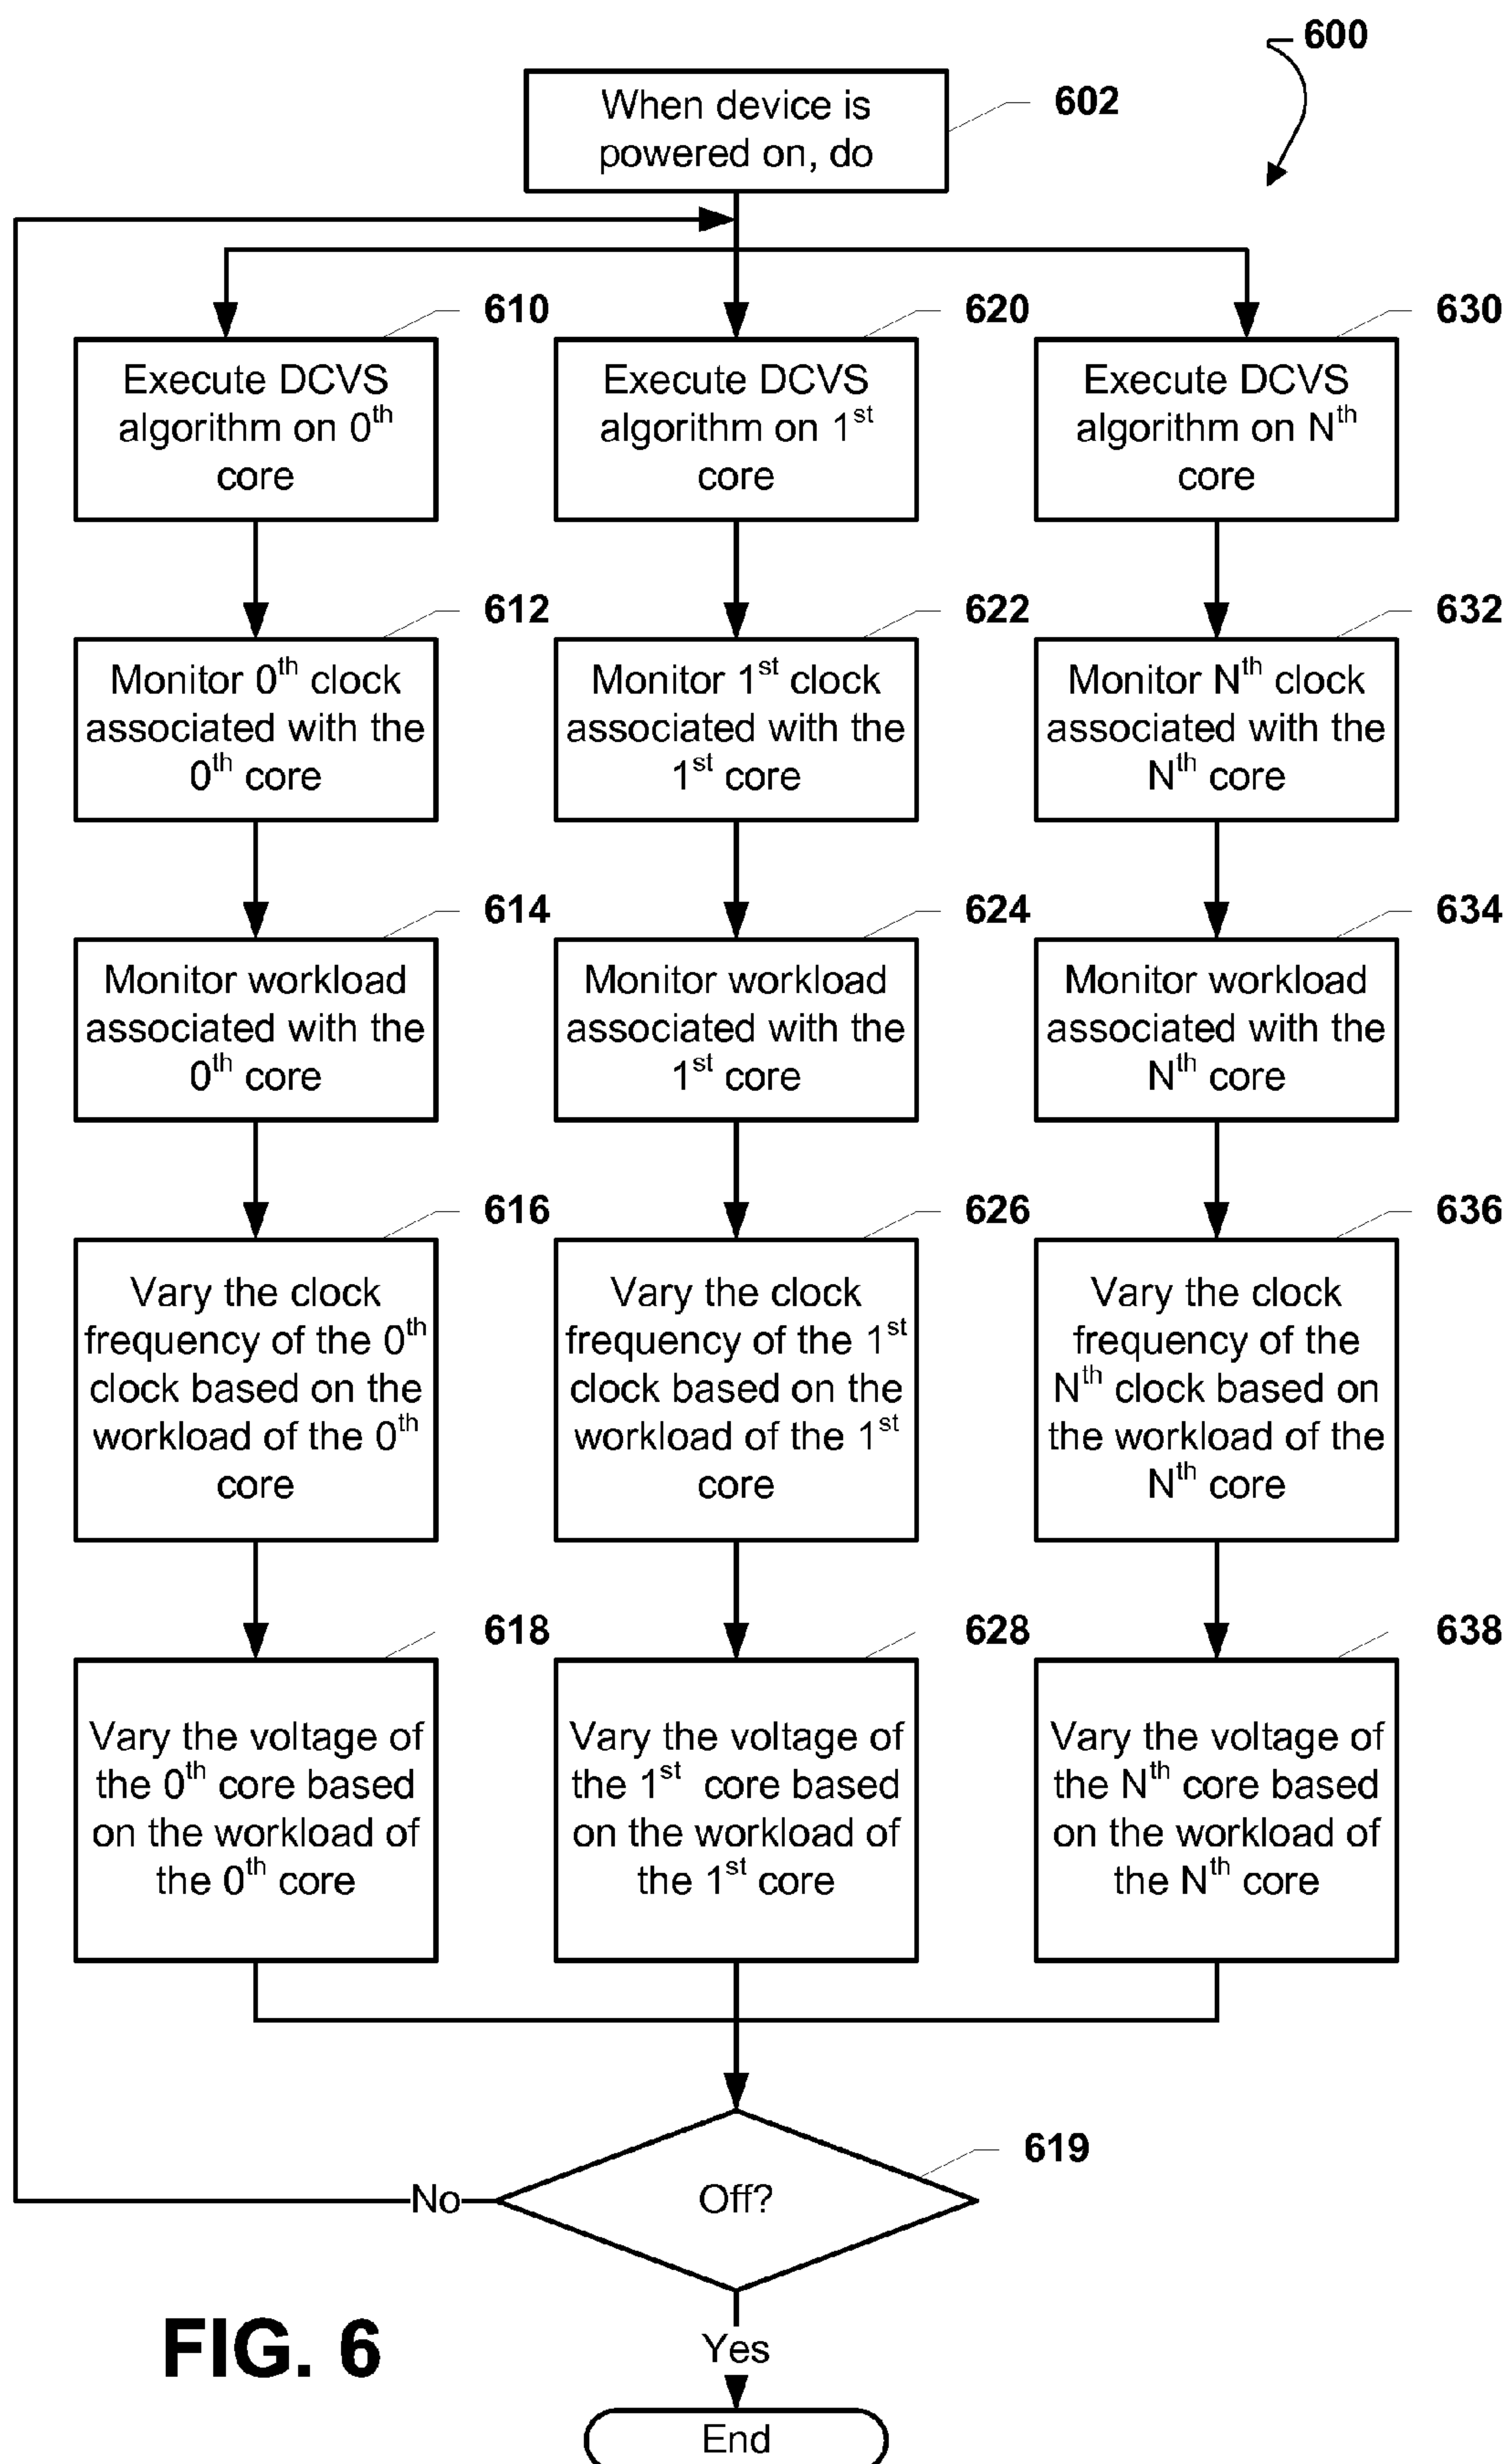 600
When device is
powered on, do
602
610
Execute DCVS
algorithm on 0th
core
620
Execute DCVS
algorithm on 1st
core
630
Execute DCVS
algorithm on Nth
core
612
Monitor 0th clock
associated with the
0th core
622
Monitor 1st clock
associated with the
1st core
632
Monitor Nth clock
associated with the
Nth core
614
Monitor workload
associated with the
0th core
624
Monitor workload
associated with the
1st core
634
Monitor workload
associated with the
Nth core
616
Vary the clock
frequency of the 0th
clock based on the
workload of the 0th
core
626
Vary the clock
frequency of the 1st
clock based on the
workload of the 1st
core
636
Vary the clock
frequency of the
Nth clock based on
the workload of the
Nth core
618
Vary the voltage of
the 0th core based
on the workload of
the 0th core
628
Vary the voltage of
the 1st core based
on the workload of
the 1st core
638
Vary the voltage of
the Nth core based
on the workload of
the Nth core
619
Off?
No
Yes
End
FIG. 6